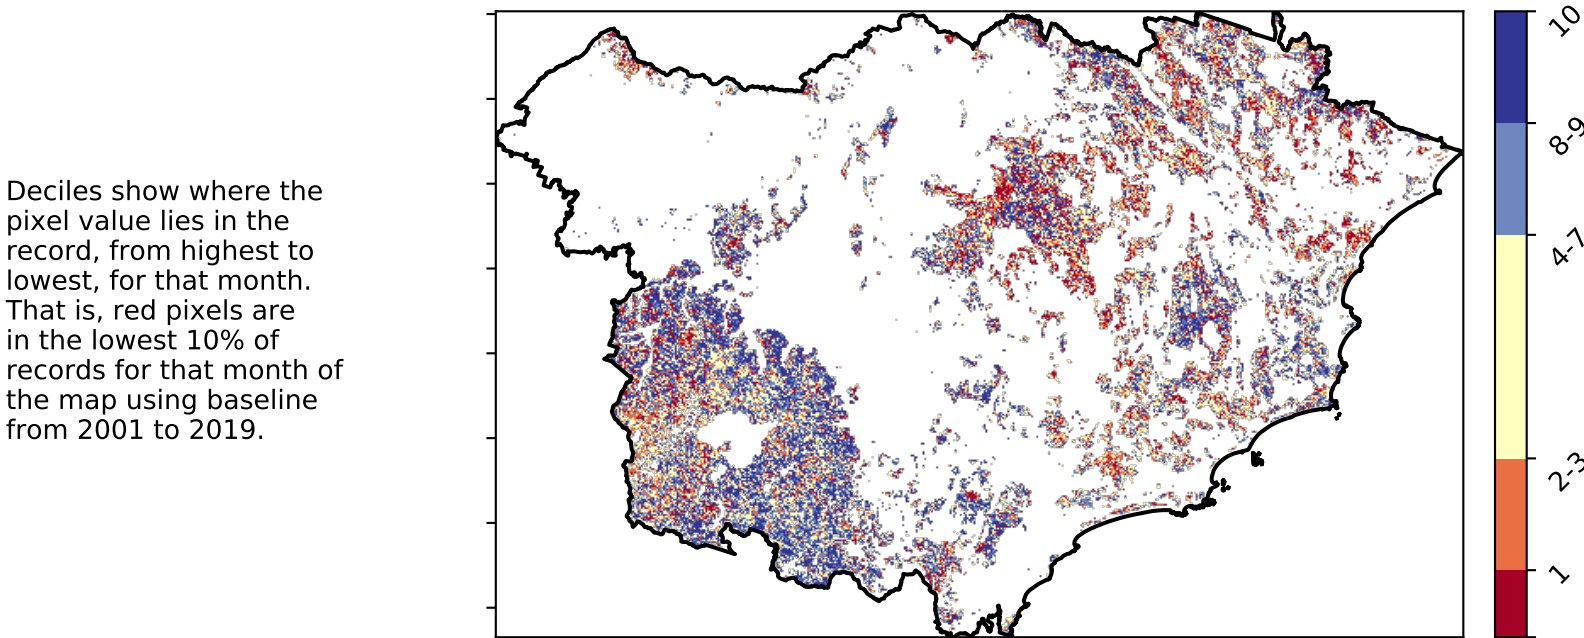 Deciles show where the
pixel value lies in the
record, from highest to
lowest, for that month.
That is, red pixels are
in the lowest 10% of
records for that month of
the map using baseline
from 2001 to 2019.
10
8-9
4-7
2-3
1